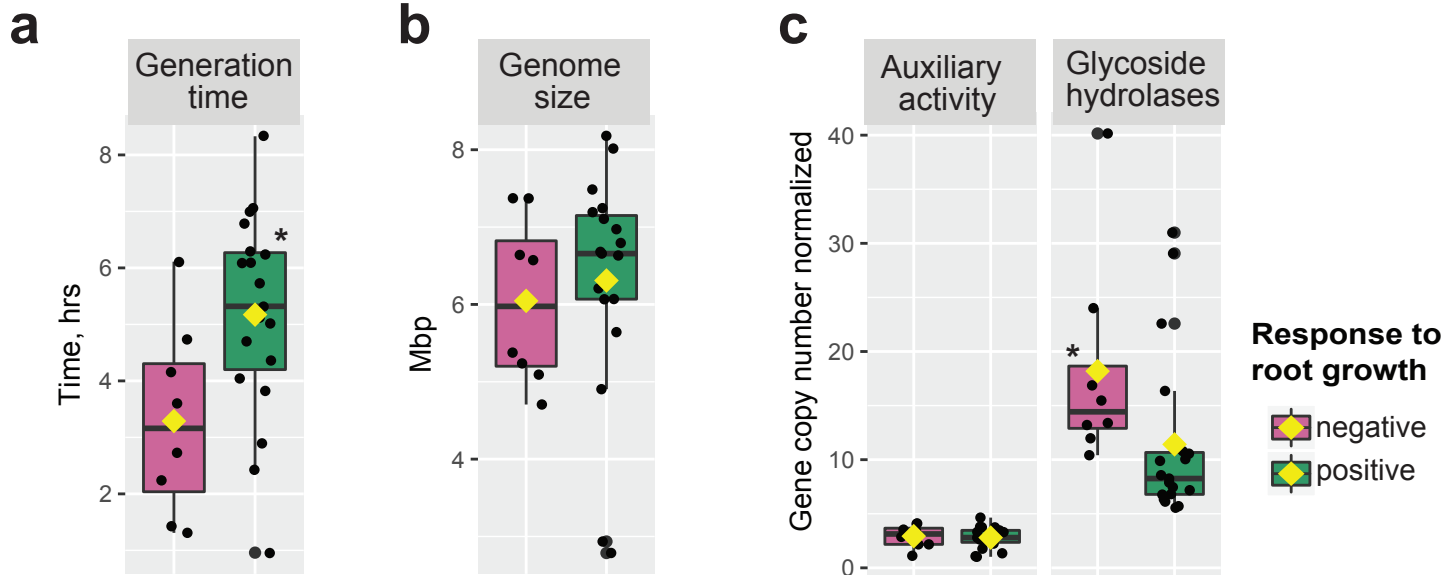 a
Generation
time
Time, hrs
8
6
4
2
*
b
Genome
size
Mbp
8
6
4
c
Auxiliary
activity
Glycoside
hydrolases
Gene copy number normalized
40
30
20
10
0
*
Response to
root growth
negative
positive